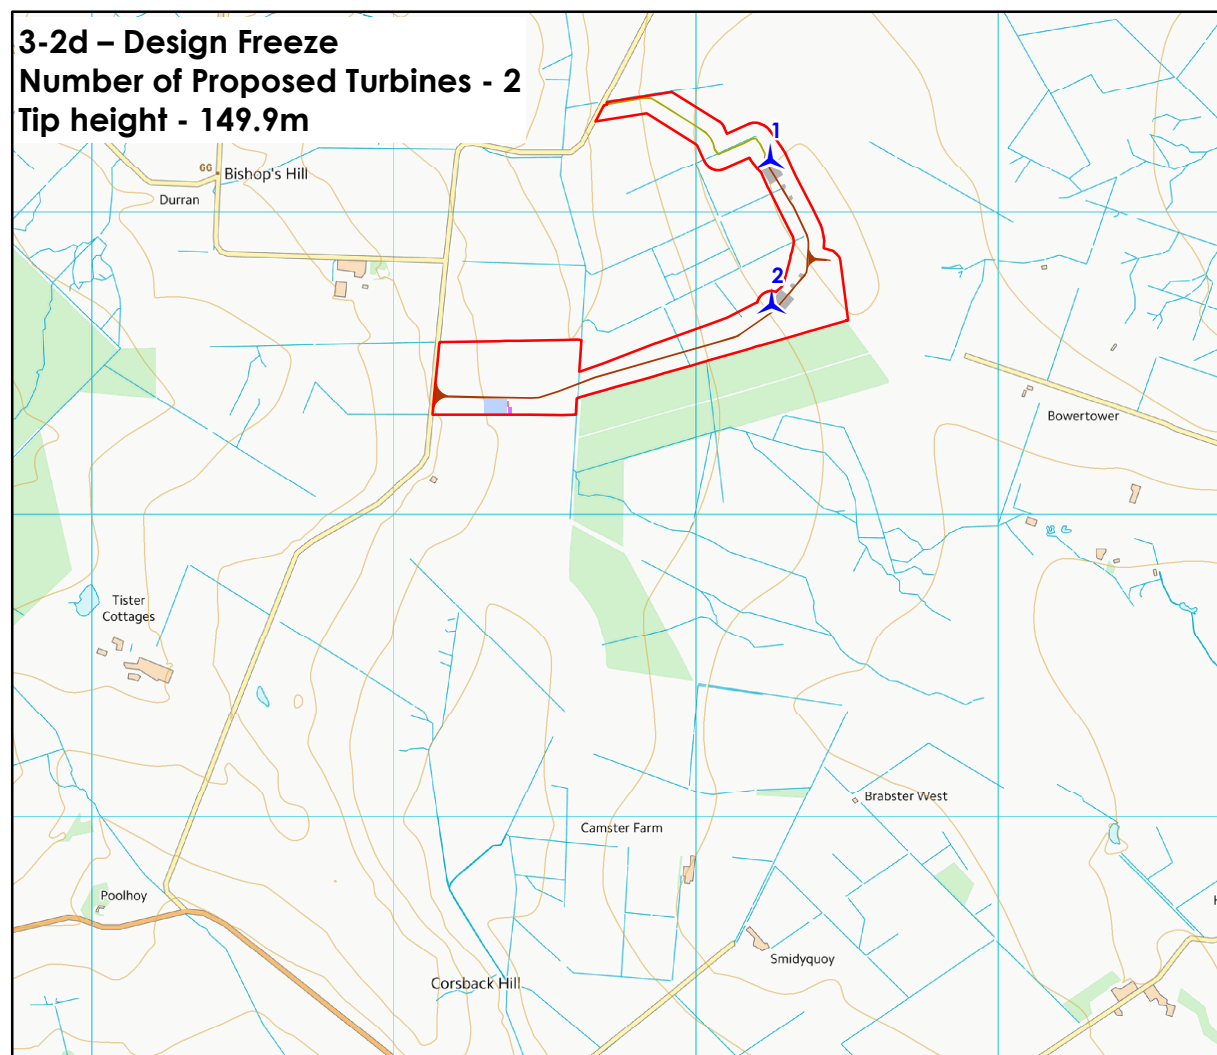 3-2d – Design Freeze
Number of Proposed Turbines - 2
Tip height - 149.9m
1
GG
Bishop's Hill
Durran
2
Bowertower
Tister
Cottages
Brabster West
Camster Farm
Poolhoy
Smidyquoy
Corsback Hill